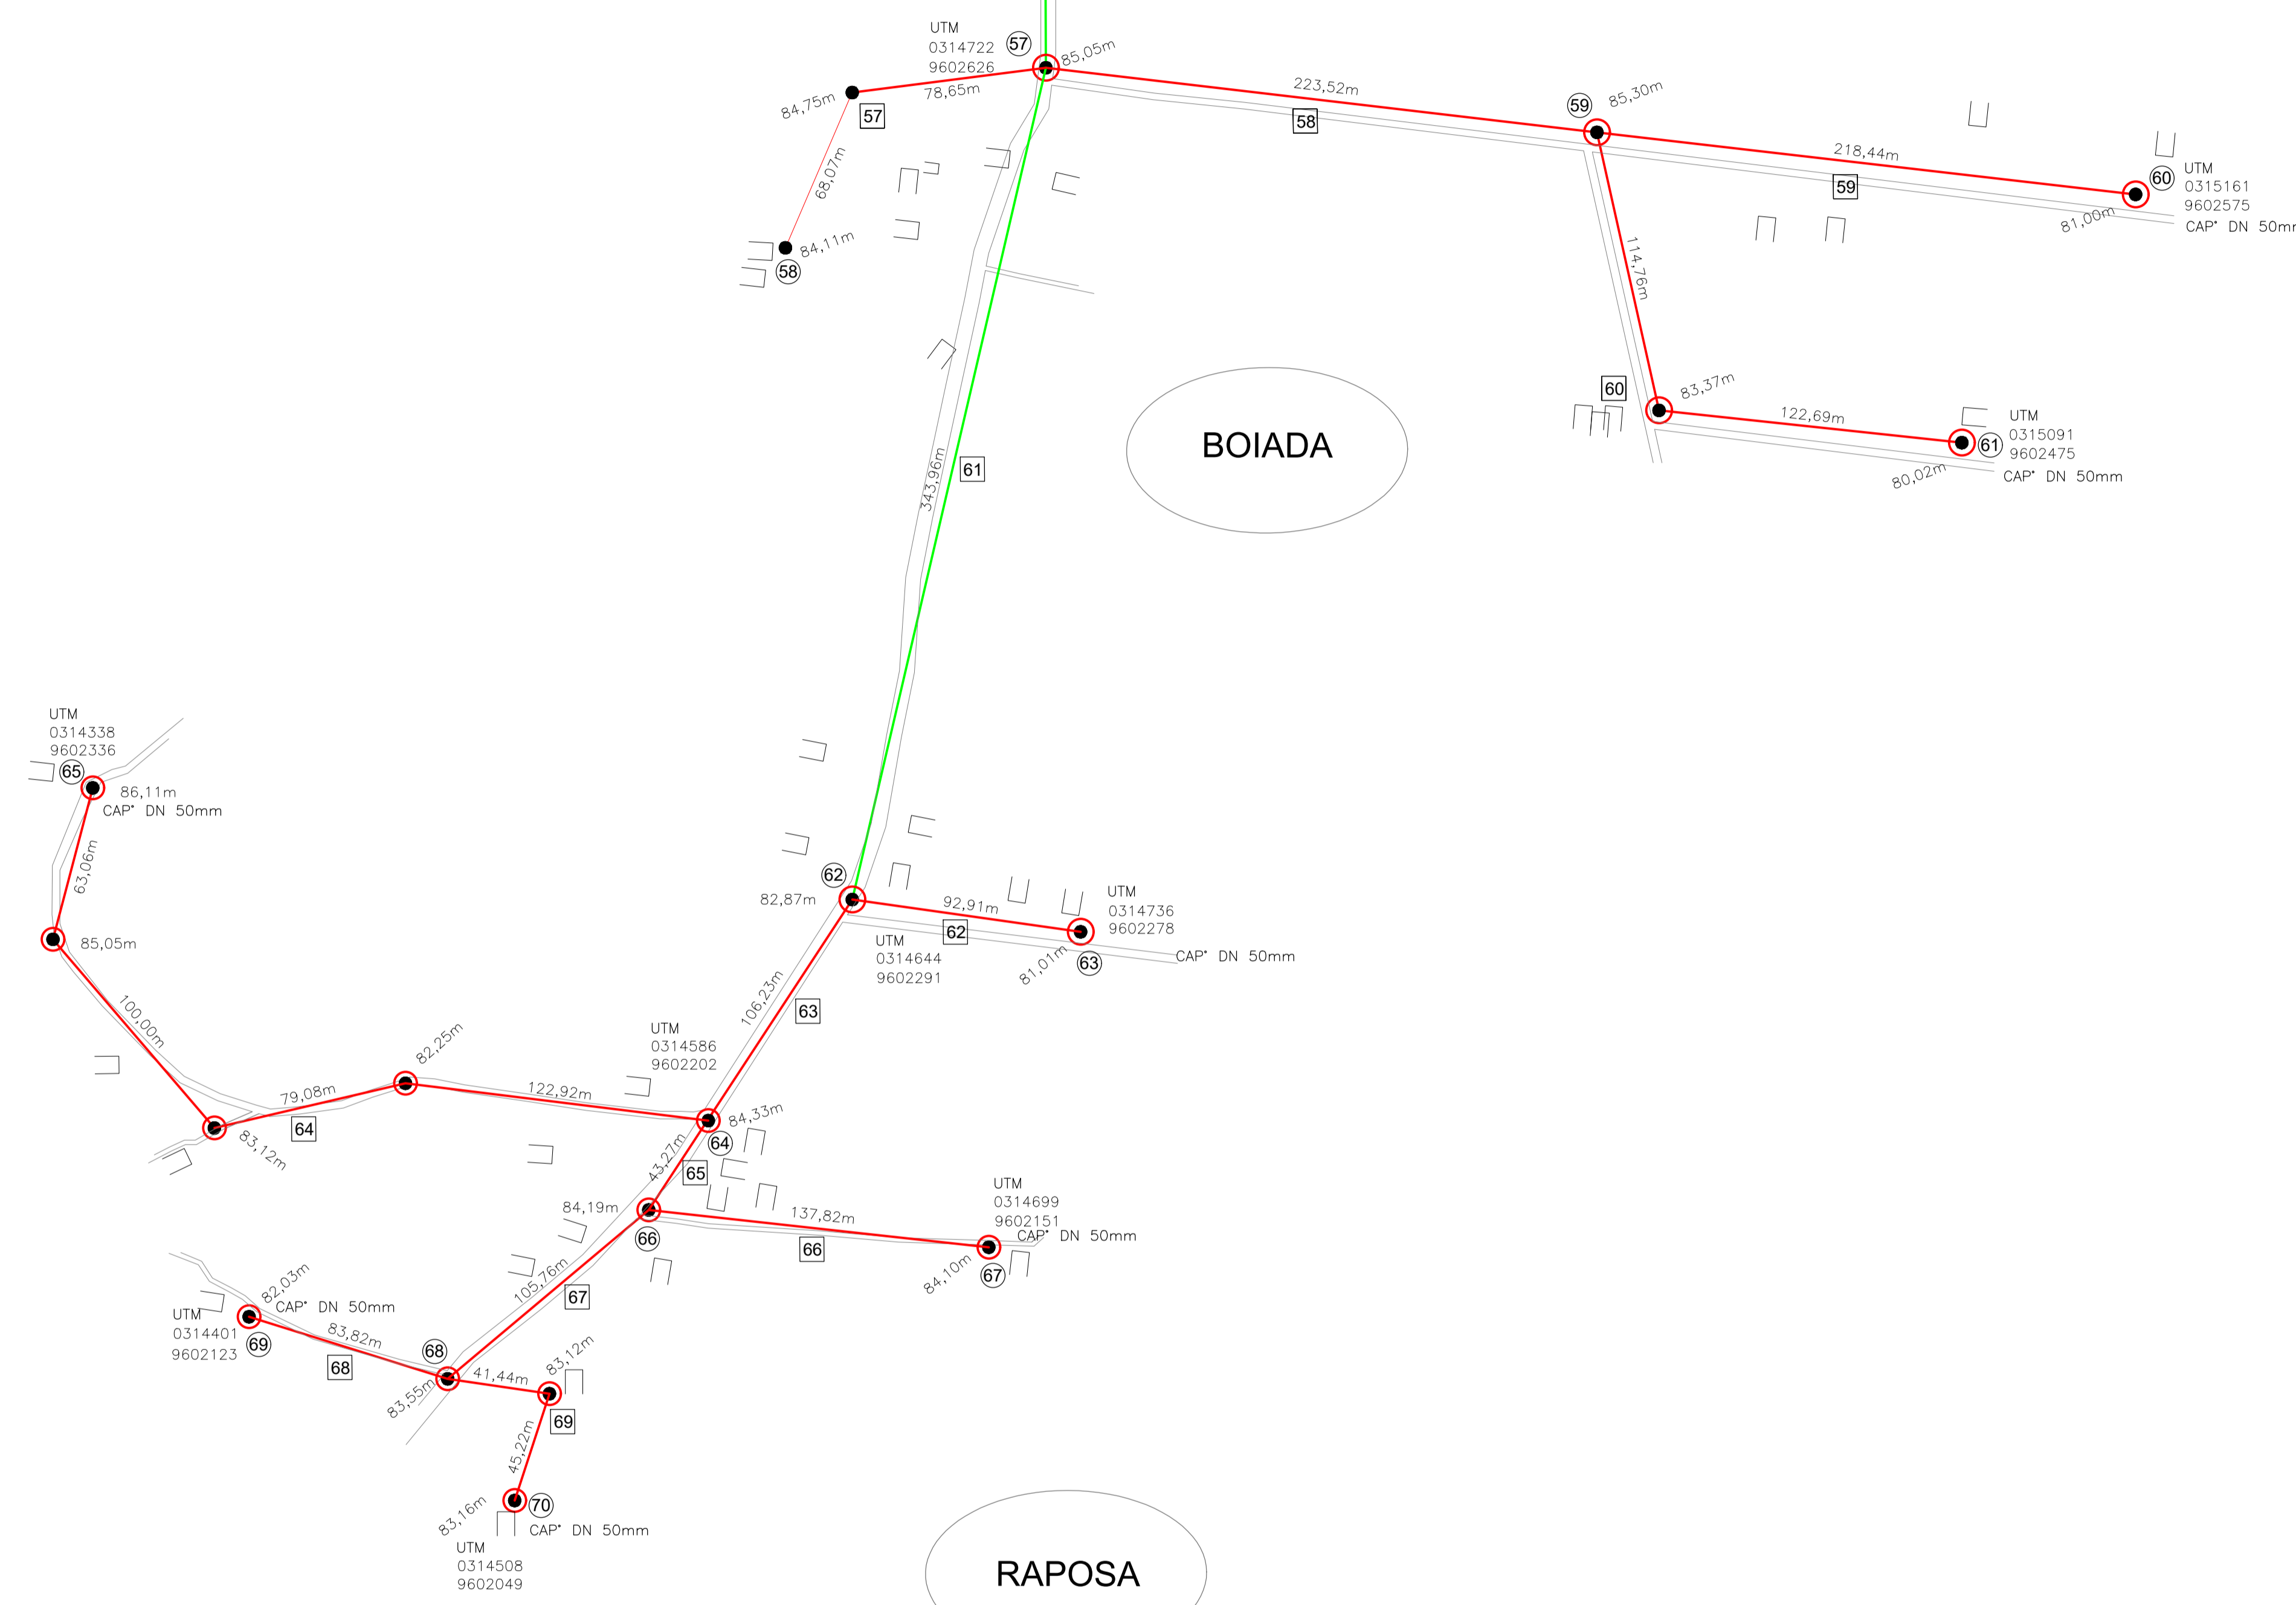 UTM
0314722
9602626
57
85,05m
84,75m
78,65m
57
223,52m
58
59
85,30m
218,44m
59
60
UTM
0315161
9602575
81,00m
CAP* DN 50mm
68,07m
84,11m
58
114,76m
60
83,37m
122,69m
61
UTM
0315091
9602475
80,02m
CAP* DN 50mm
343,96m
61
BOIADA
UTM
0314338
9602336
65
86,11m
CAP* DN 50mm
63,06m
85,05m
100,00m
62
82,87m
92,91m
62
UTM
0314736
9602278
81,01m
63
CAP* DN 50mm
UTM
0314644
9602291
106,23m
63
82,25m
UTM
0314586
9602202
79,08m
64
122,92m
83,12m
84,33m
64
43,27m
65
84,19m
66
137,82m
66
UTM
0314699
9602151
CAP* DN 50mm
84,10m
67
105,76m
67
82,03m
CAP* DN 50mm
UTM
0314401
9602123
69
83,82m
68
68
83,55m
41,44m
83,12m
69
45,22m
83,16m
70
CAP* DN 50mm
UTM
0314508
9602049
RAPOSA